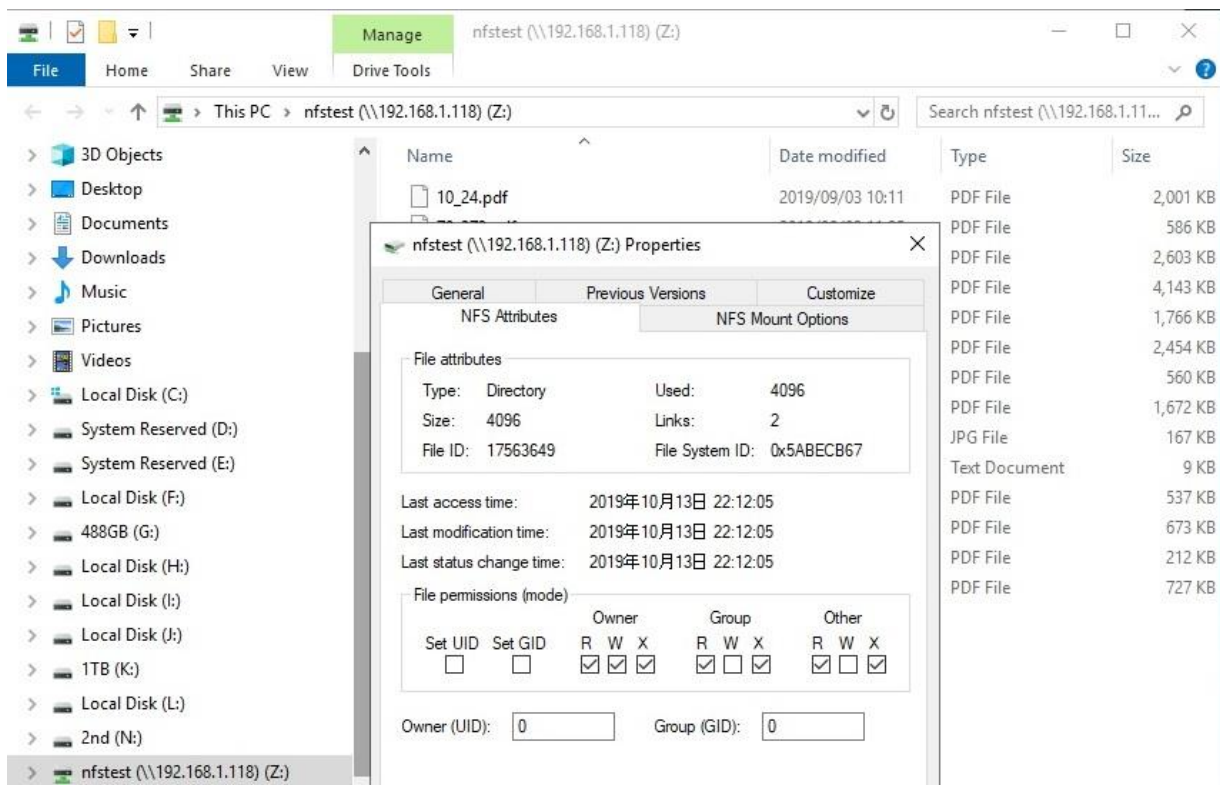 Manage nfstest (\\192.168.1.118) (Z:)
File Home Share View Drive Tools
This PC > nfstest (\\192.168.1.118) (Z:)
Search nfstest (\\192.168.1.11...
3D Objects
Desktop
Documents
Downloads
Music
Pictures
Videos
Local Disk (C:)
System Reserved (D:)
System Reserved (E:)
Local Disk (F:)
488GB (G:)
Local Disk (H:)
Local Disk (I:)
Local Disk (J:)
1TB (K:)
Local Disk (L:)
2nd (N:)
nfstest (\\192.168.1.118) (Z:)
Name Date modified Type Size
10_24.pdf 2019/09/03 10:11 PDF File 2,001 KB
PDF File 586 KB
PDF File 2,603 KB
PDF File 4,143 KB
PDF File 1,766 KB
PDF File 2,454 KB
PDF File 560 KB
PDF File 1,672 KB
JPG File 167 KB
Text Document 9 KB
PDF File 537 KB
PDF File 673 KB
PDF File 212 KB
PDF File 727 KB
nfstest (\\192.168.1.118) (Z:) Properties
General Previous Versions Customize
NFS Attributes NFS Mount Options
File attributes
Type: Directory Used: 4096
Size: 4096 Links: 2
File ID: 17563649 File System ID: 0x5ABECB67
Last access time: 2019年10月13日 22:12:05
Last modification time: 2019年10月13日 22:12:05
Last status change time: 2019年10月13日 22:12:05
File permissions (mode)
Owner Group Other
Set UID Set GID R W X R W X R W X
Owner (UID): 0 Group (GID): 0